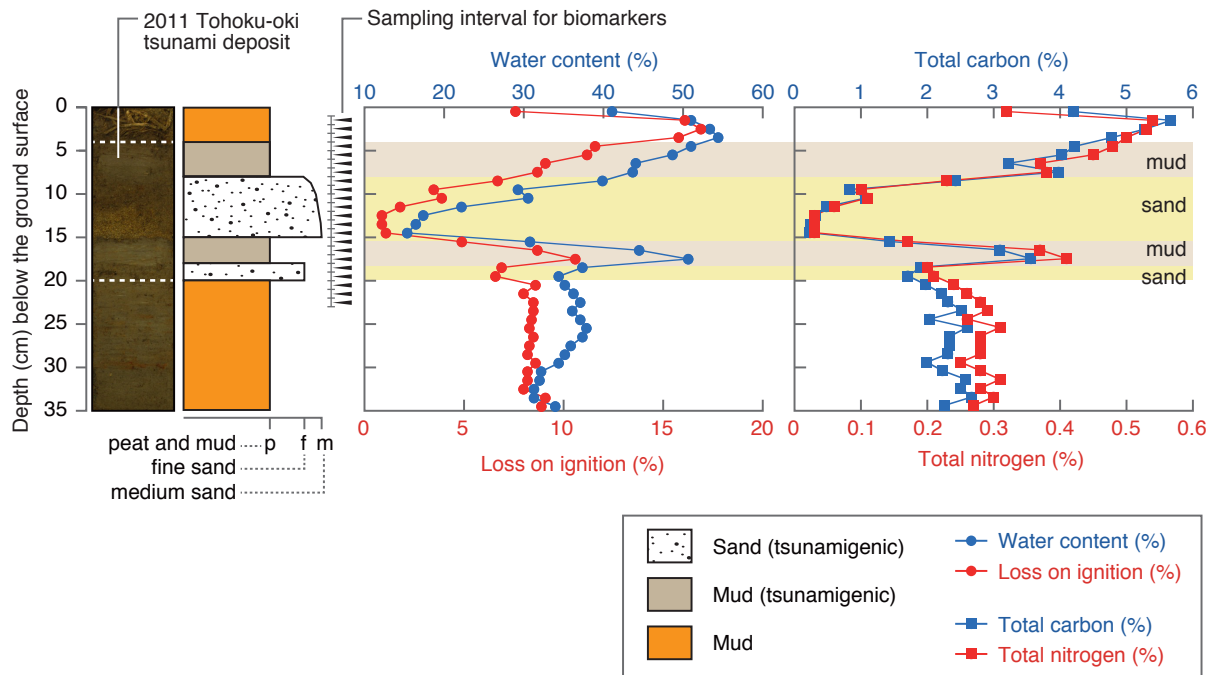 2011 Tohoku-oki
tsunami deposit
Sampling interval for biomarkers
Water content (%)
Total carbon (%)
10 20 30 40 50 60
0 1 2 3 4 5 6
Depth (cm) below the ground surface
0
5
10
15
20
25
30
35
mud
sand
mud
sand
0 5 10 15 20
0 0.1 0.2 0.3 0.4 0.5 0.6
Loss on ignition (%)
Total nitrogen (%)
peat and mud p f m
fine sand
medium sand
Sand (tsunamigenic)
Mud (tsunamigenic)
Mud
Water content (%)
Loss on ignition (%)
Total carbon (%)
Total nitrogen (%)